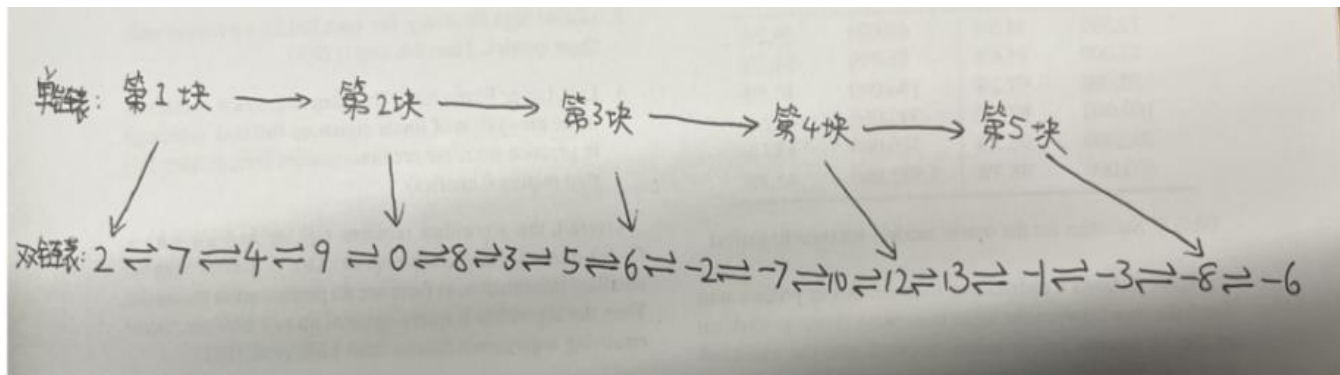 单链表: 第1块 → 第2块 → 第3块 → 第4块 → 第5块
双链表: 2 ⇌ 7 ⇌ 4 ⇌ 9 ⇌ 0 ⇌ 8 ⇌ 3 ⇌ 5 ⇌ 6 ⇌ -2 ⇌ -7 ⇌ 10 ⇌ 12 ⇌ 13 ⇌ -1 ⇌ -3 ⇌ -8 ⇌ -6